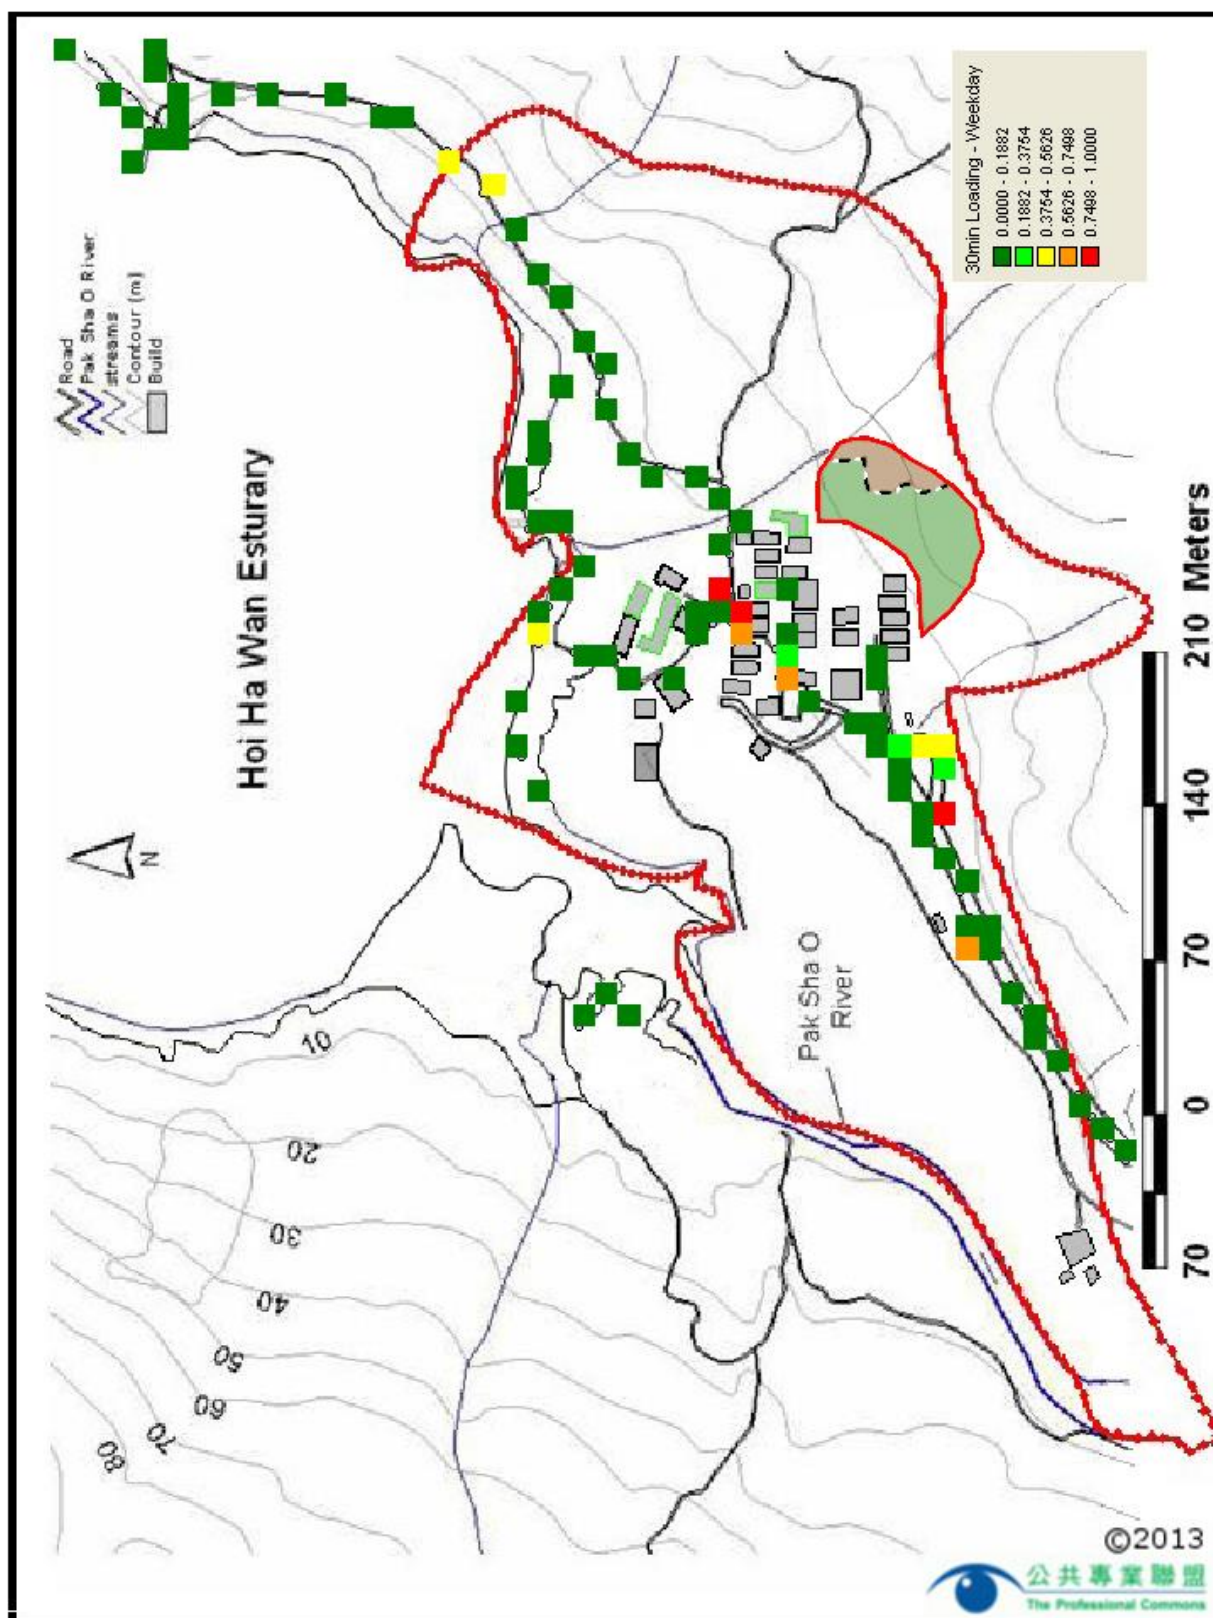 Road
Pak Sha O River
streams
Contour (m)
Build
Hoi Ha Wan Esturary
N
30min Loading - Weekday
0.0000 - 0.1882
0.1882 - 0.3754
0.3754 - 0.5626
0.5626 - 0.7498
0.7498 - 1.0000
10
20
30
40
50
60
70
80
Pak Sha O
River
70 0 70 140 210 Meters
©2013
公共專業聯盟
The Professional Commons